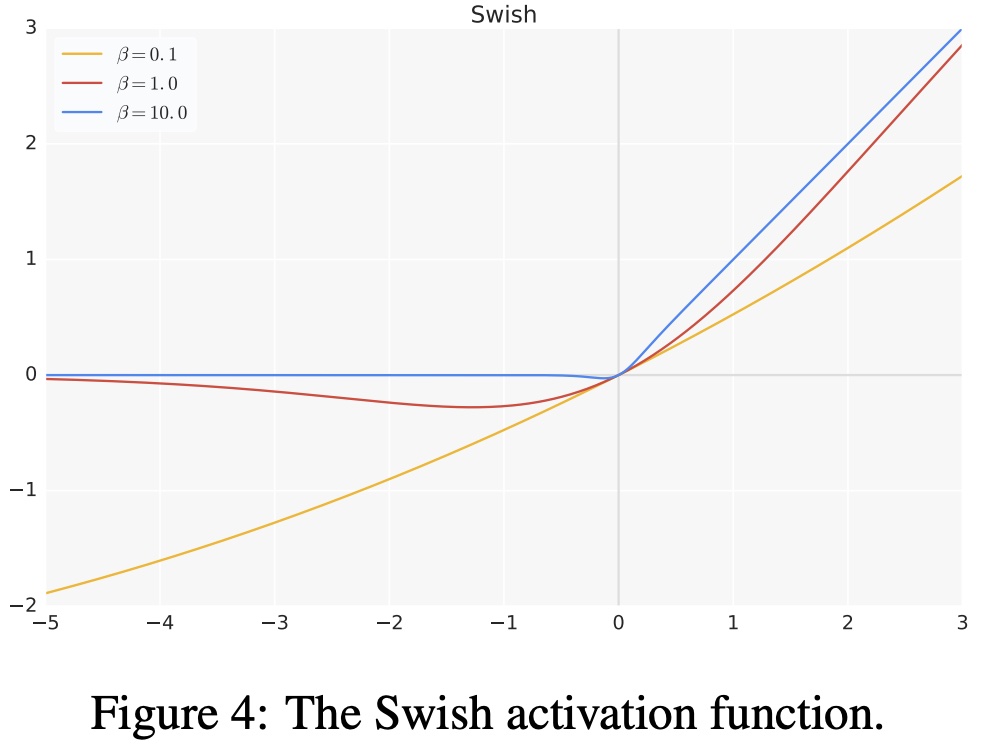 Swish
3
β=0.1
β=1.0
β=10.0
2
1
0
−1
−2
−5 −4 −3 −2 −1 0 1 2 3
Figure 4: The Swish activation function.